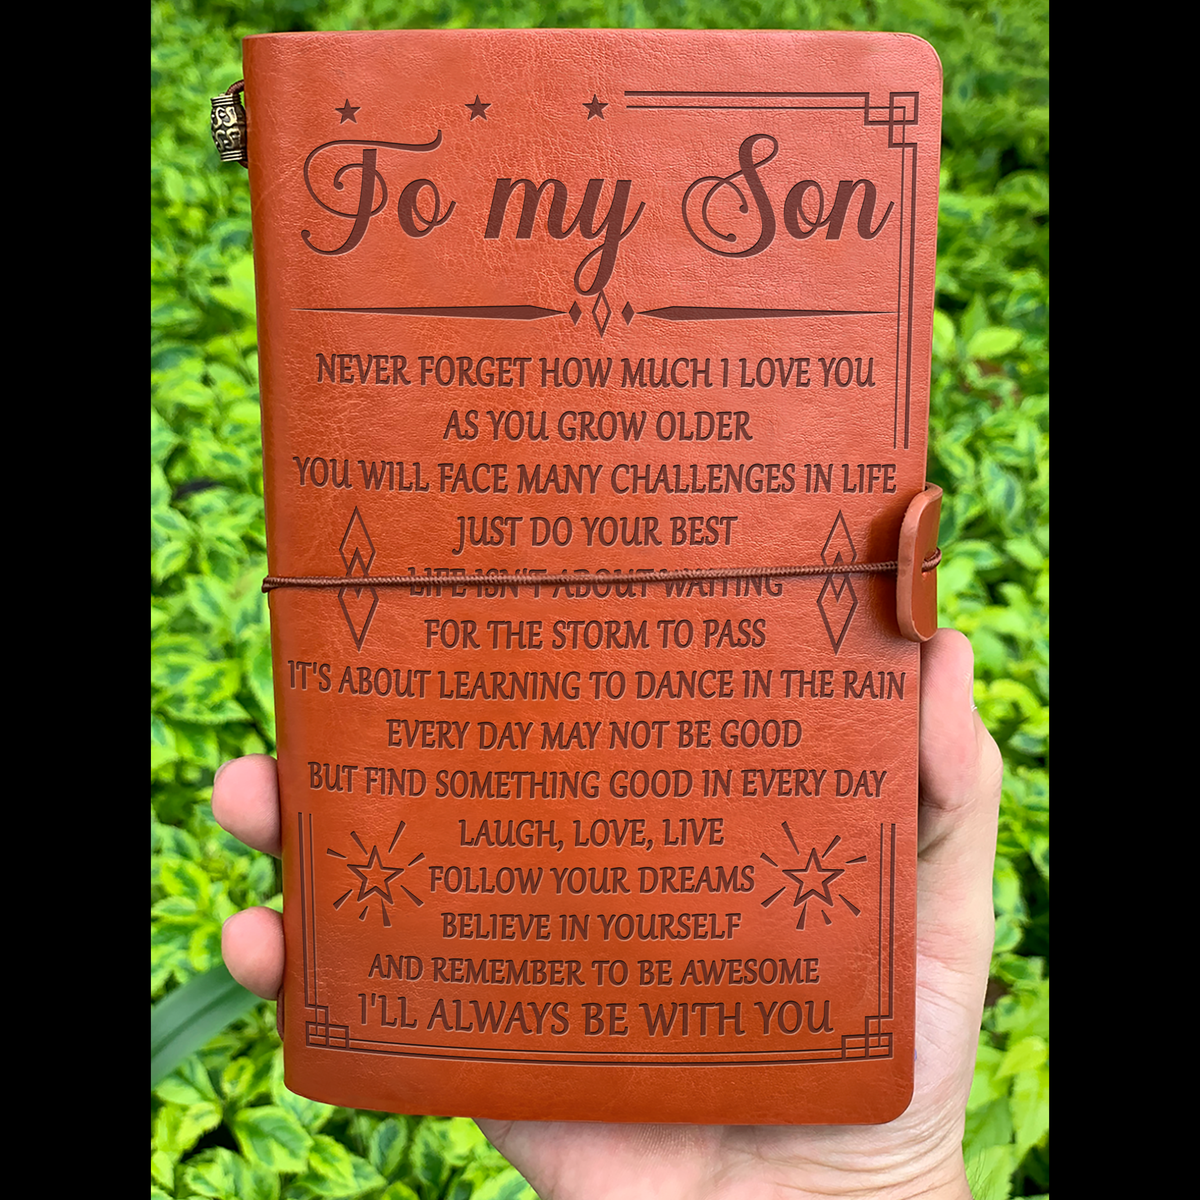 To my Son
NEVER FORGET HOW MUCH I LOVE YOU
AS YOU GROW OLDER
YOU WILL FACE MANY CHALLENGES IN LIFE
JUST DO YOUR BEST
LIFE ISN'T ABOUT WAITING
FOR THE STORM TO PASS
IT'S ABOUT LEARNING TO DANCE IN THE RAIN
EVERY DAY MAY NOT BE GOOD
BUT FIND SOMETHING GOOD IN EVERY DAY
LAUGH, LOVE, LIVE
FOLLOW YOUR DREAMS
BELIEVE IN YOURSELF
AND REMEMBER TO BE AWESOME
I'LL ALWAYS BE WITH YOU